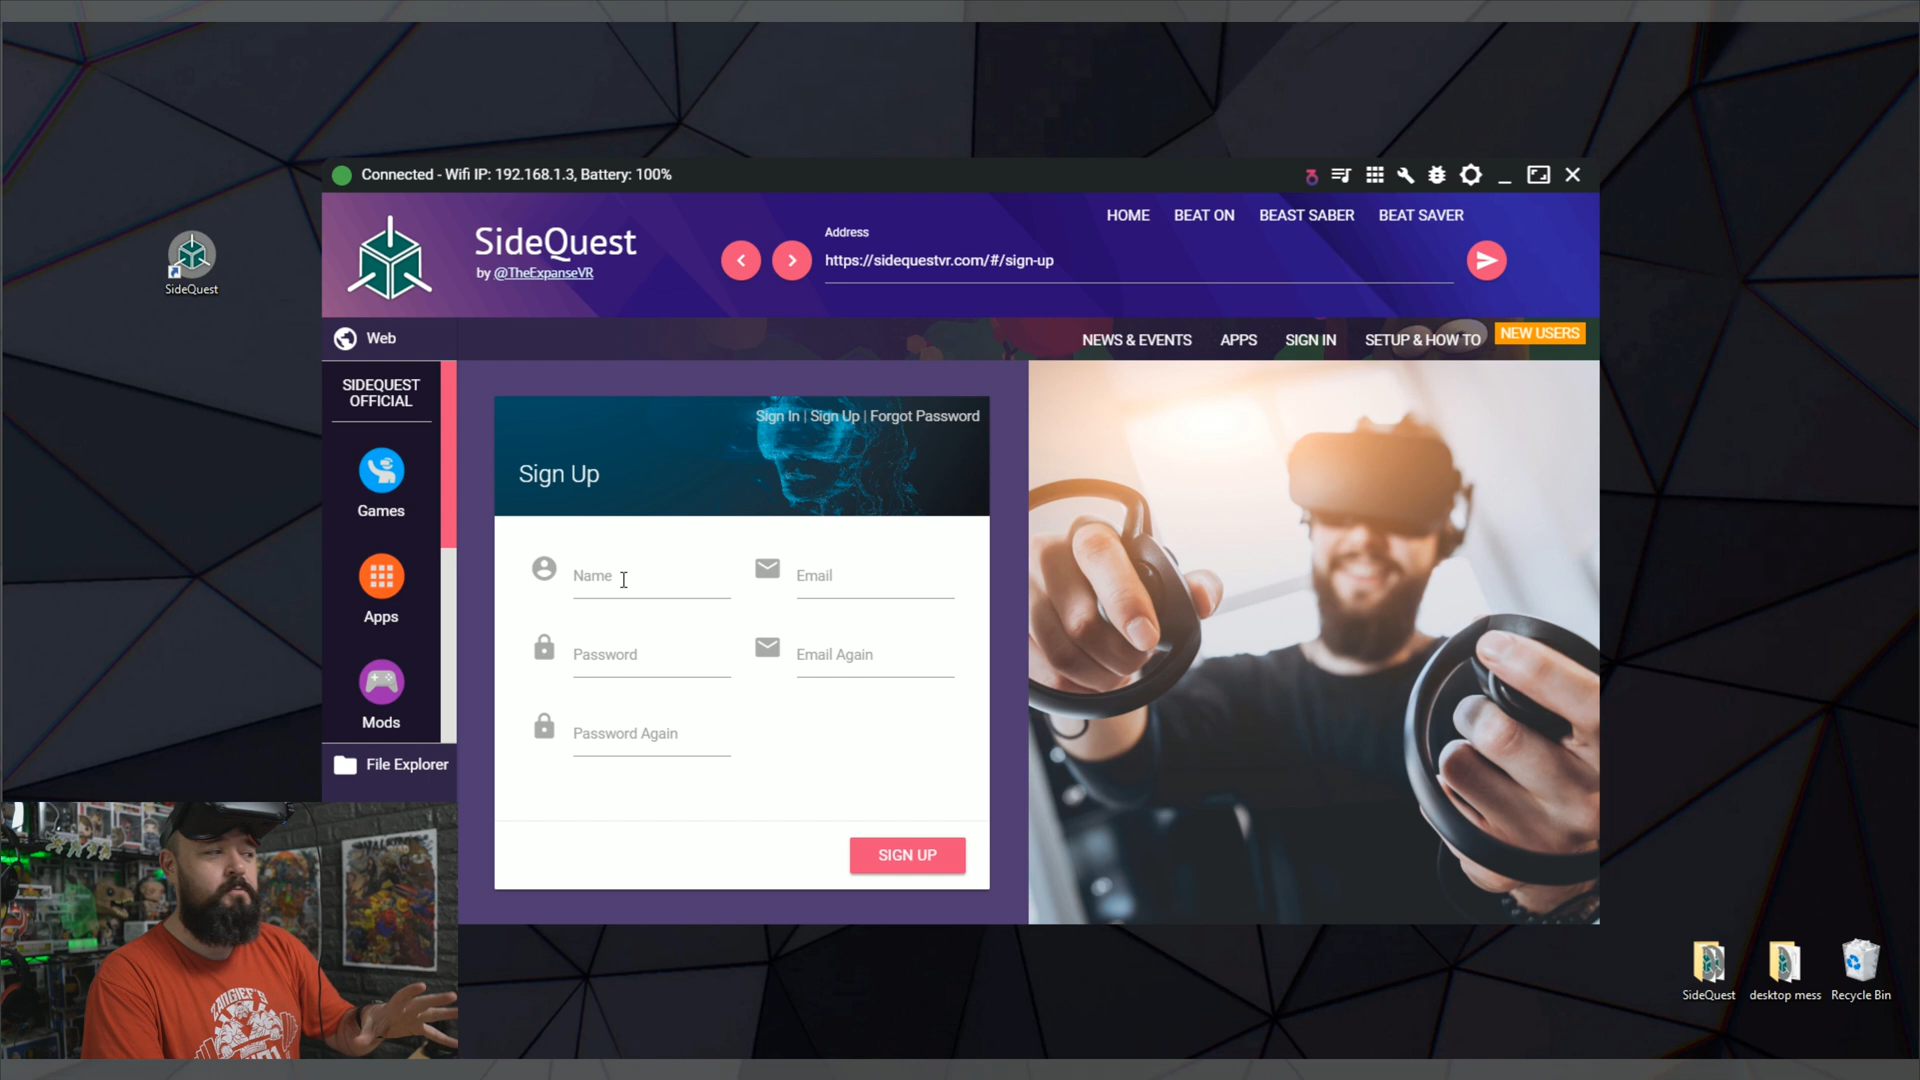 Connected - Wifi IP: 192.168.1.3, Battery: 100%
SideQuest
by @TheExpanseVR
HOME BEAT ON BEAST SABER BEAT SAVER
Address
https://sidequestvr.com/#/sign-up
SideQuest
Web
NEWS & EVENTS APPS SIGN IN SETUP & HOW TO NEW USERS
SIDEQUEST
OFFICIAL
Games
Apps
Mods
File Explorer
Sign In | Sign Up | Forgot Password
Sign Up
Name
Email
Password
Email Again
Password Again
SIGN UP
ZANGIEF'S
SideQuest
desktop mess
Recycle Bin